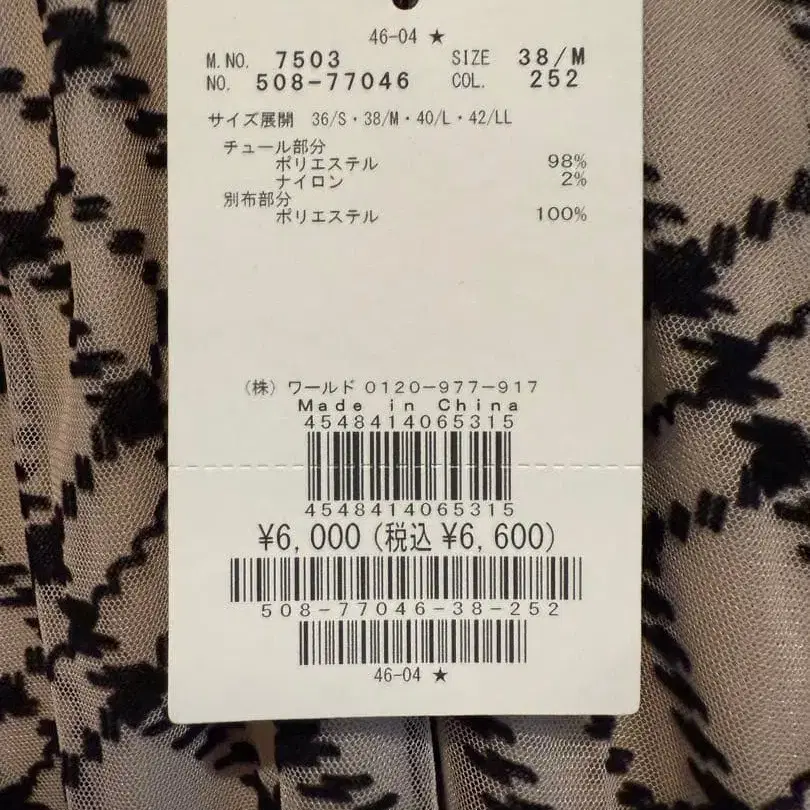 46-04 ★
M.NO. 7503 SIZE 38/M
NO. 508-77046 COL. 252
サイズ展開 36/S・38/M・40/L・42/LL
チュール部分
ポリエステル 98%
ナイロン 2%
別布部分
ポリエステル 100%
(株) ワールド 0120-977-917
Made in China
4548414065315
4548414065315
¥6,000 (税込 ¥6,600)
508-77046-38-252
46-04 ★